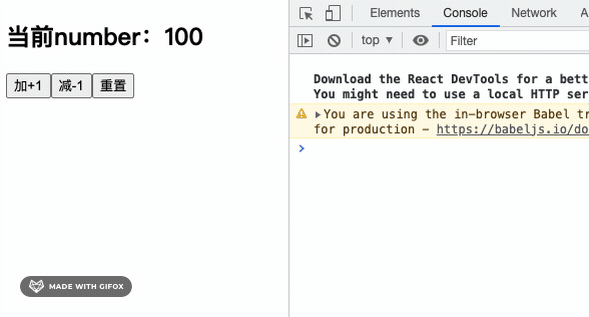 当前number：100
加+1 减-1 重置
MADE WITH GIFOX
Elements Console Network A
top ▼ Filter
Download the React DevTools for a bett
You might need to use a local HTTP ser
You are using the in-browser Babel tr
for production - https://babeljs.io/do